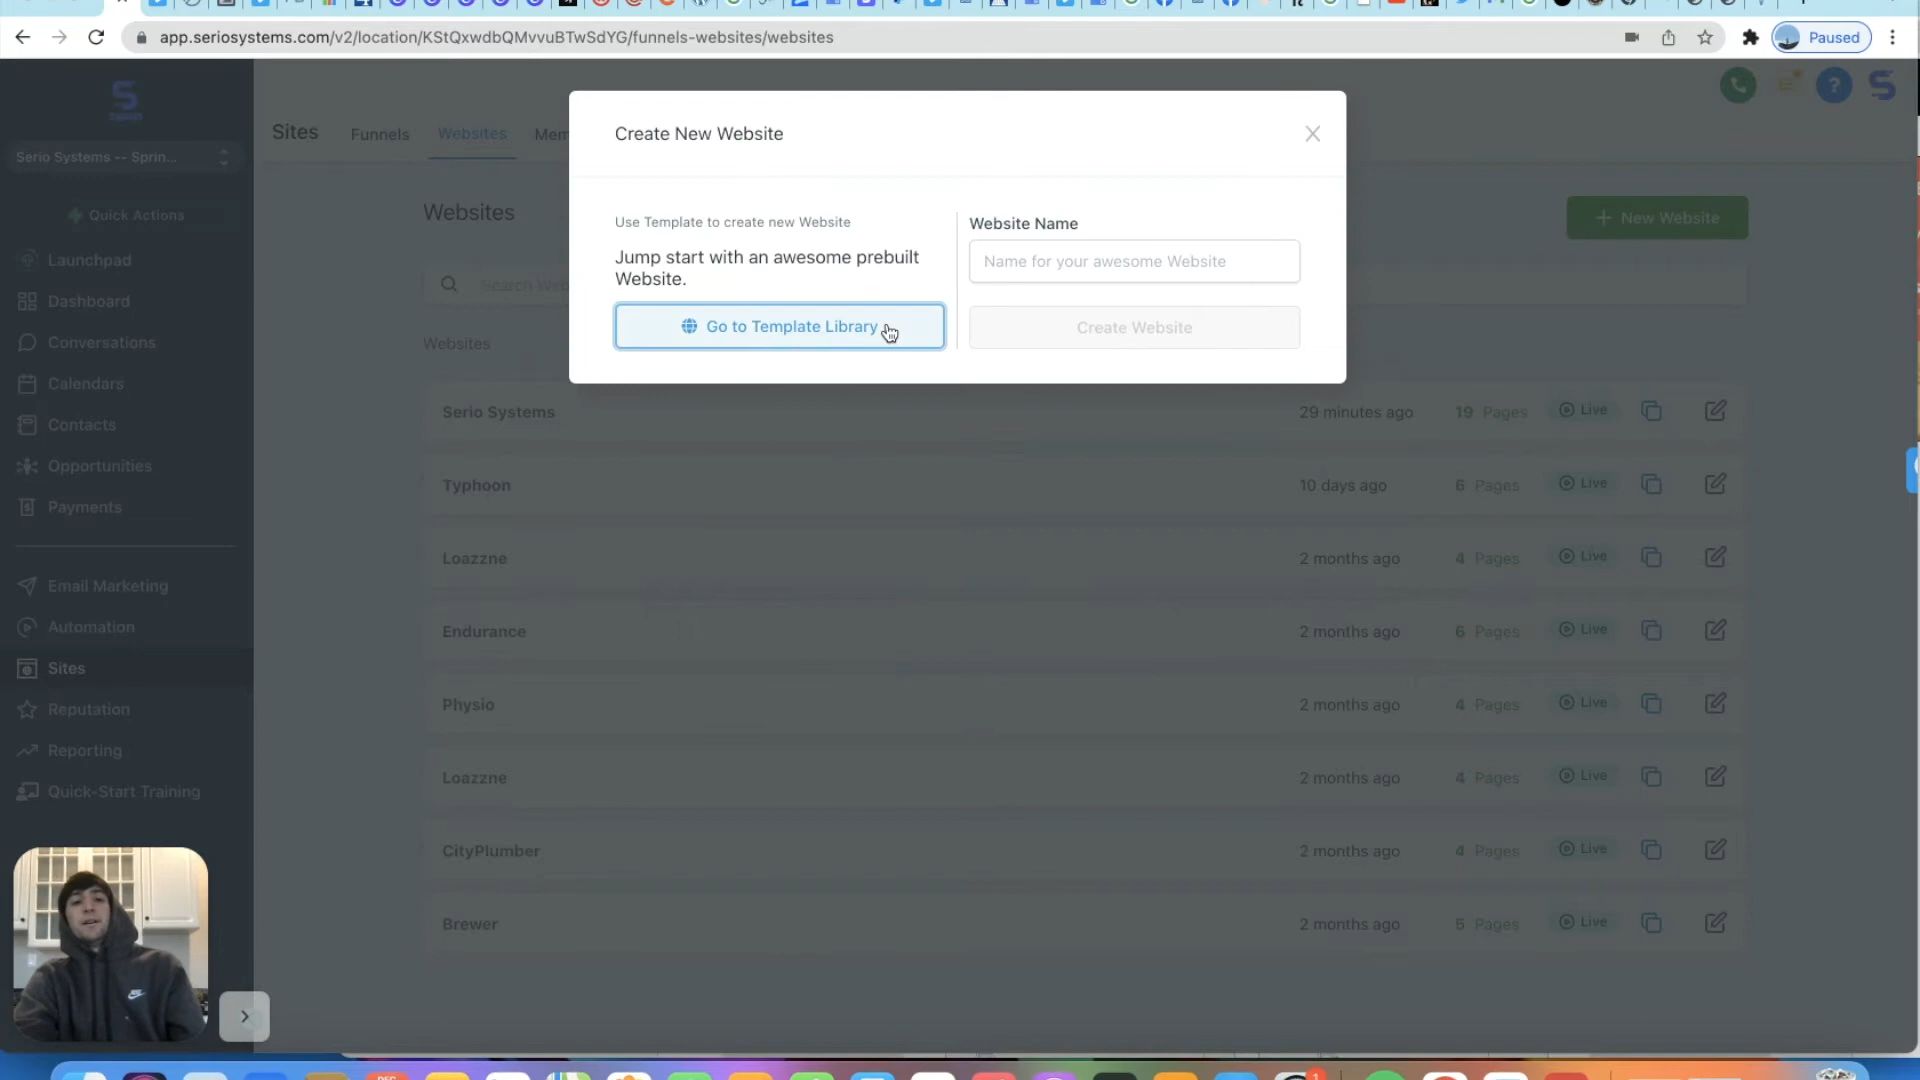 app.seriosystems.com/v2/location/KStQxwdbQMvvuBTwSdYG/funnels-websites/websites
Paused
Sites
Funnels
Websites
Mem
Create New Website
Serio Systems -- Sprin...
Quick Actions
Launchpad
Dashboard
Conversations
Calendars
Contacts
Opportunities
Payments
Email Marketing
Automation
Sites
Reputation
Reporting
Quick-Start Training
Websites
New Website
Use Template to create new Website
Jump start with an awesome prebuilt
Website.
Go to Template Library
Website Name
Name for your awesome Website
Create Website
Search Web
Websites
Serio Systems 29 minutes ago 19 Pages Live
Typhoon 10 days ago 6 Pages Live
Loazzne 2 months ago 4 Pages Live
Endurance 2 months ago 6 Pages Live
Physio 2 months ago 4 Pages Live
Loazzne 2 months ago 4 Pages Live
CityPlumber 2 months ago 4 Pages Live
Brewer 2 months ago 5 Pages Live